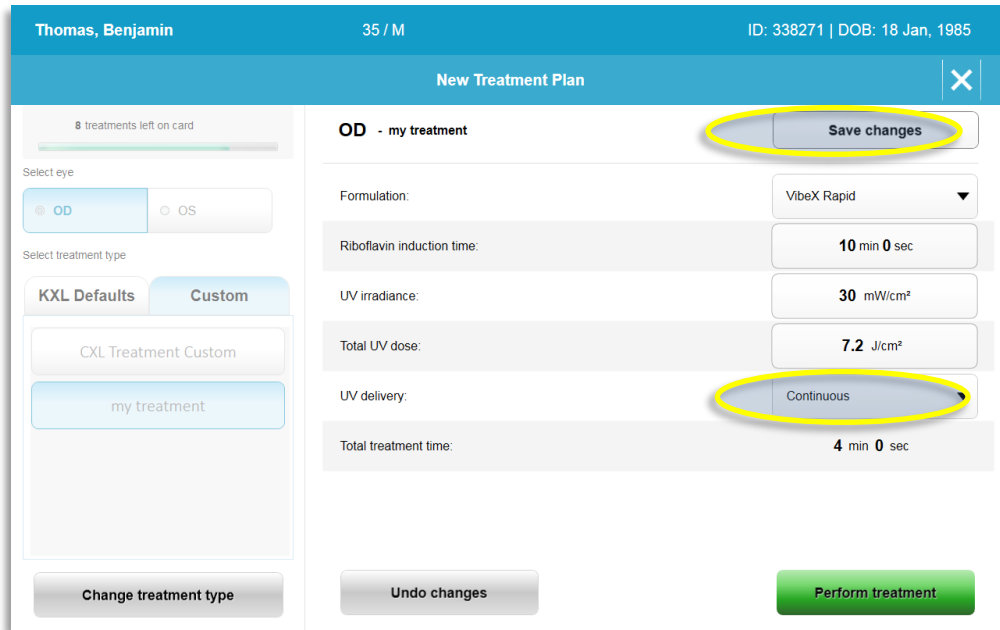 Thomas, Benjamin 35 / M ID: 338271 | DOB: 18 Jan, 1985
New Treatment Plan
8 treatments left on card
Select eye
OD OS
Select treatment type
KXL Defaults Custom
CXL Treatment Custom
my treatment
Change treatment type
OD - my treatment Save changes
Formulation: VibeX Rapid
Riboflavin induction time: 10 min 0 sec
UV irradiance: 30 mW/cm²
Total UV dose: 7.2 J/cm²
UV delivery: Continuous
Total treatment time: 4 min 0 sec
Undo changes Perform treatment